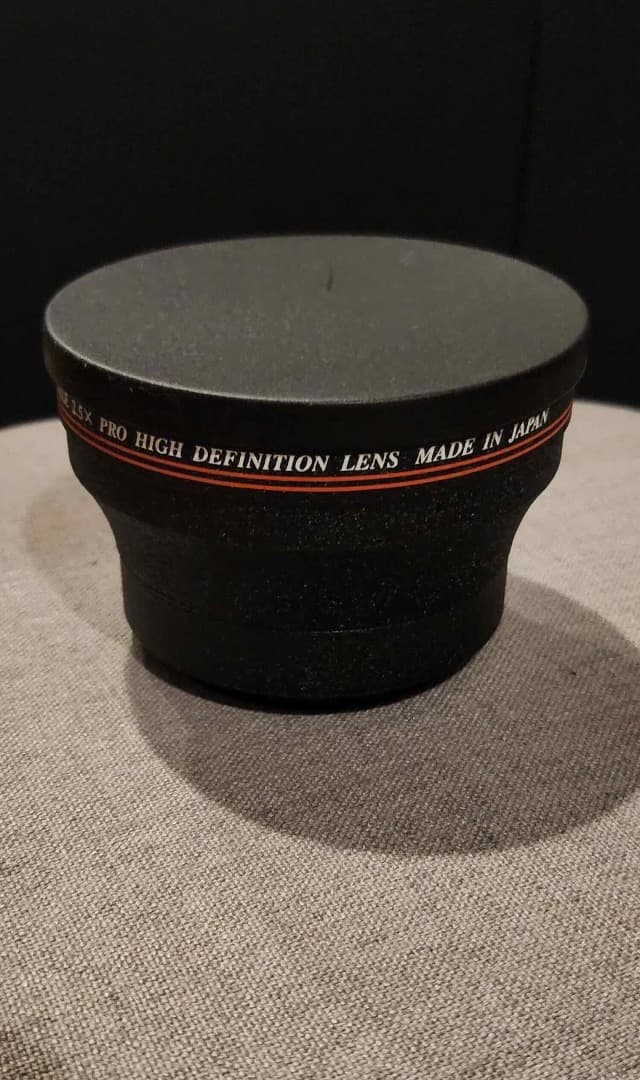 2.5X PRO HIGH DEFINITION LENS MADE IN JAPAN